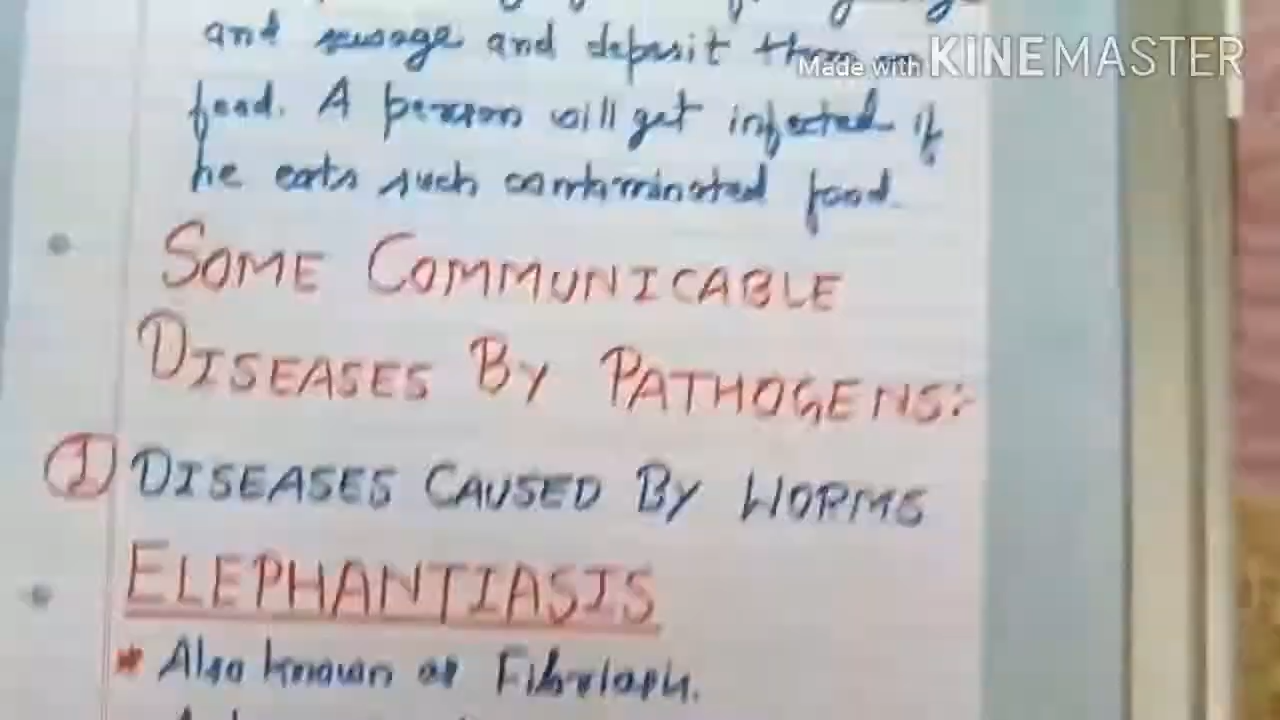 and sewage and deposit them on
Made with KINEMASTER
food. A person will get infected if
he eats such contaminated food.
SOME COMMUNICABLE
DISEASES BY PATHOGENS:
1 DISEASES CAUSED BY WORMS
ELEPHANTIASIS
* Also known as